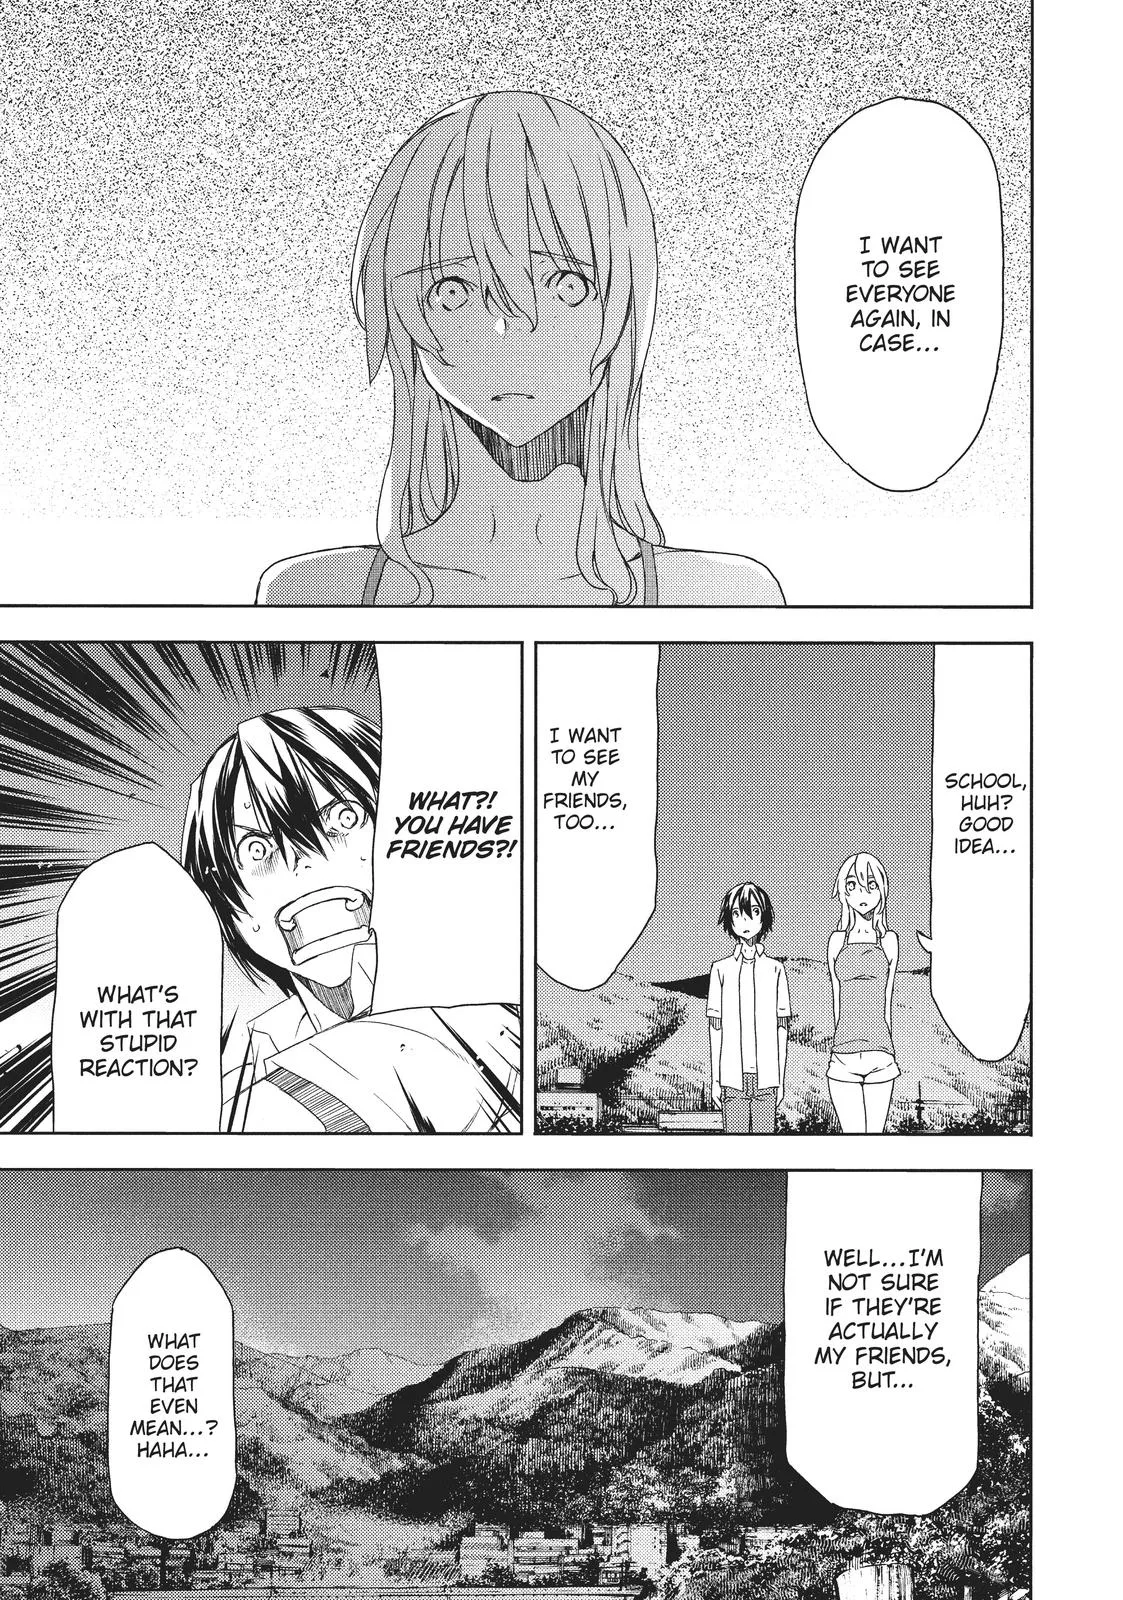 I WANT
TO SEE
EVERYONE
AGAIN, IN
CASE...
SCHOOL,
HUH?
GOOD
IDEA...
I WANT
TO SEE
MY
FRIENDS,
TOO...
WHAT?!
YOU HAVE
FRIENDS?!
WHAT'S
WITH THAT
STUPID
REACTION?
WELL...I'M
NOT SURE
IF THEY'RE
ACTUALLY
MY FRIENDS,
BUT...
WHAT
DOES
THAT EVEN
MEAN...?
HAHA...